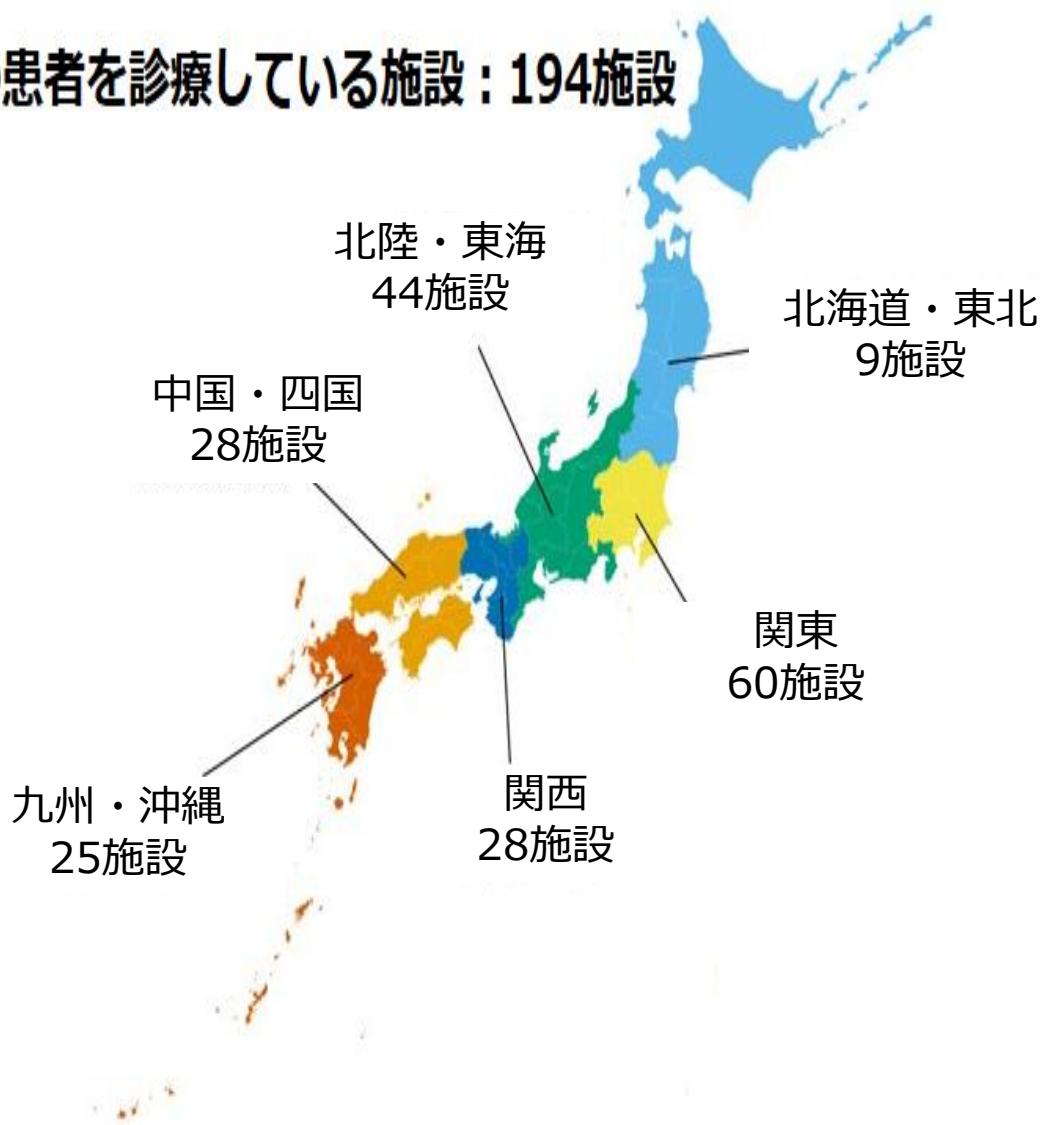 患者を診療している施設：194施設
北陸・東海
44施設
北海道・東北
9施設
中国・四国
28施設
関東
60施設
九州・沖縄
25施設
関西
28施設